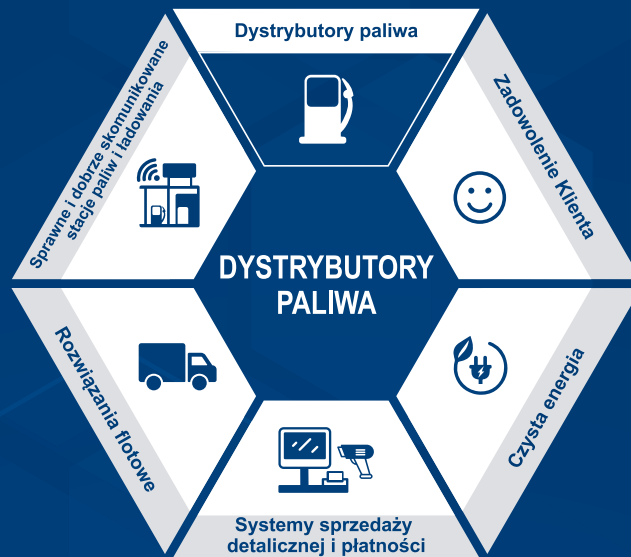 Dystrybutory paliwa
Sprawne i dobrze skomunikowane
stacje paliw i ładowania
Zadowolenie Klienta
DYSTRYBUTORY
PALIWA
Rozwiązania flotowe
Czysta energia
Systemy sprzedaży
detalicznej i płatności